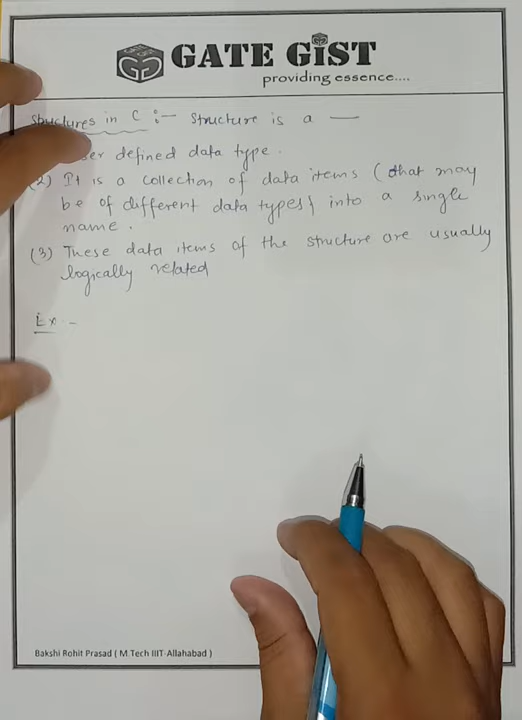 GATE GIST
providing essence....
Structures in C :- Structure is a —
user defined data type.
(2) It is a collection of data items (that may
be of different data types) into a single
name.
(3) These data items of the structure are usually
logically related
Ex -
Bakshi Rohit Prasad ( M.Tech IIIT-Allahabad )